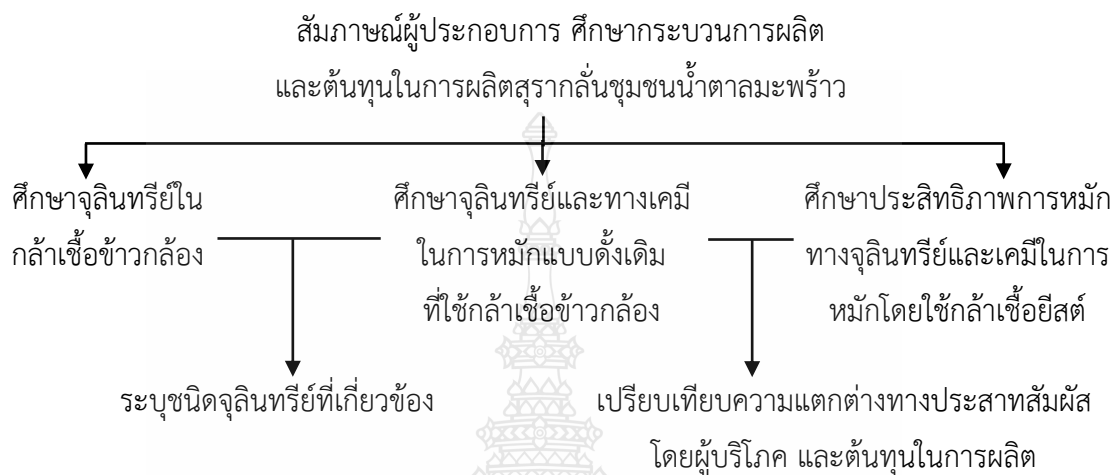 สัมภาษณ์ผู้ประกอบการ ศึกษากระบวนการผลิต
และต้นทุนในการผลิตสุรากลั่นชุมชนน้ำตาลมะพร้าว
ศึกษาจุลินทรีย์ใน
กล้าเชื้อข้าวกล้อง
ศึกษาจุลินทรีย์และทางเคมี
ในการหมักแบบดั้งเดิม
ที่ใช้กล้าเชื้อข้าวกล้อง
ศึกษาประสิทธิภาพการหมัก
ทางจุลินทรีย์และเคมีในการ
หมักโดยใช้กล้าเชื้อยีสต์
ระบุชนิดจุลินทรีย์ที่เกี่ยวข้อง
เปรียบเทียบความแตกต่างทางประสาทสัมผัส
โดยผู้บริโภค และต้นทุนในการผลิต